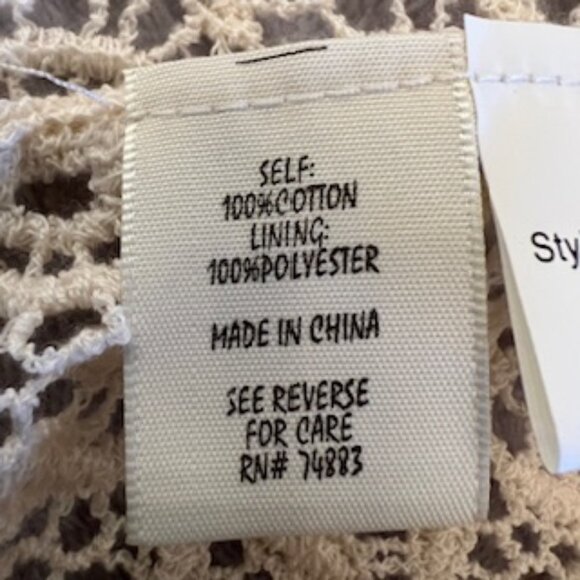 SELF:
100%COTTON
LINING:
100%POLYESTER
MADE IN CHINA
SEE REVERSE
FOR CARE
RN# 74883
Sty